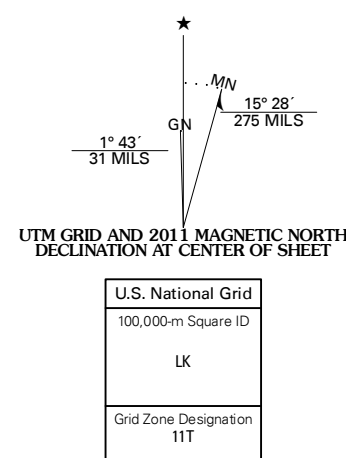 ★
MN
15° 28´
275 MILS
GN
1° 43´
31 MILS
UTM GRID AND 2011 MAGNETIC NORTH
DECLINATION AT CENTER OF SHEET
U.S. National Grid
100,000-m Square ID
LK
Grid Zone Designation
11T